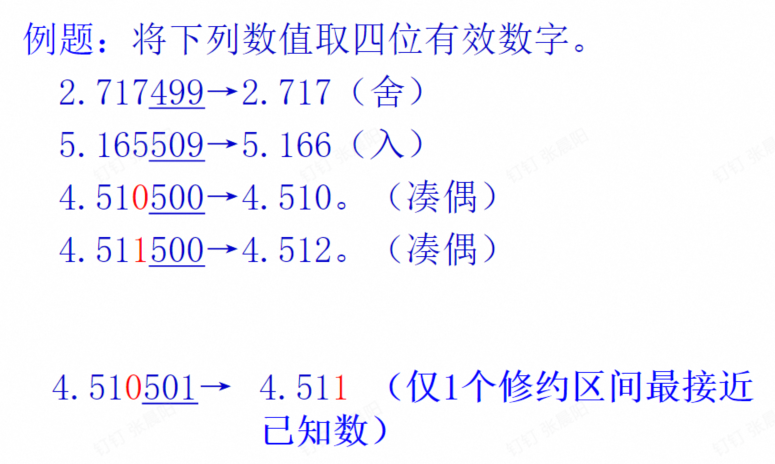 例题：将下列数值取四位有效数字。
2.717499→2.717（舍）
5.165509→5.166（入）
4.510500→4.510。（凑偶）
4.511500→4.512。（凑偶）
4.510501→ 4.511 （仅1个修约区间最接近
已知数）